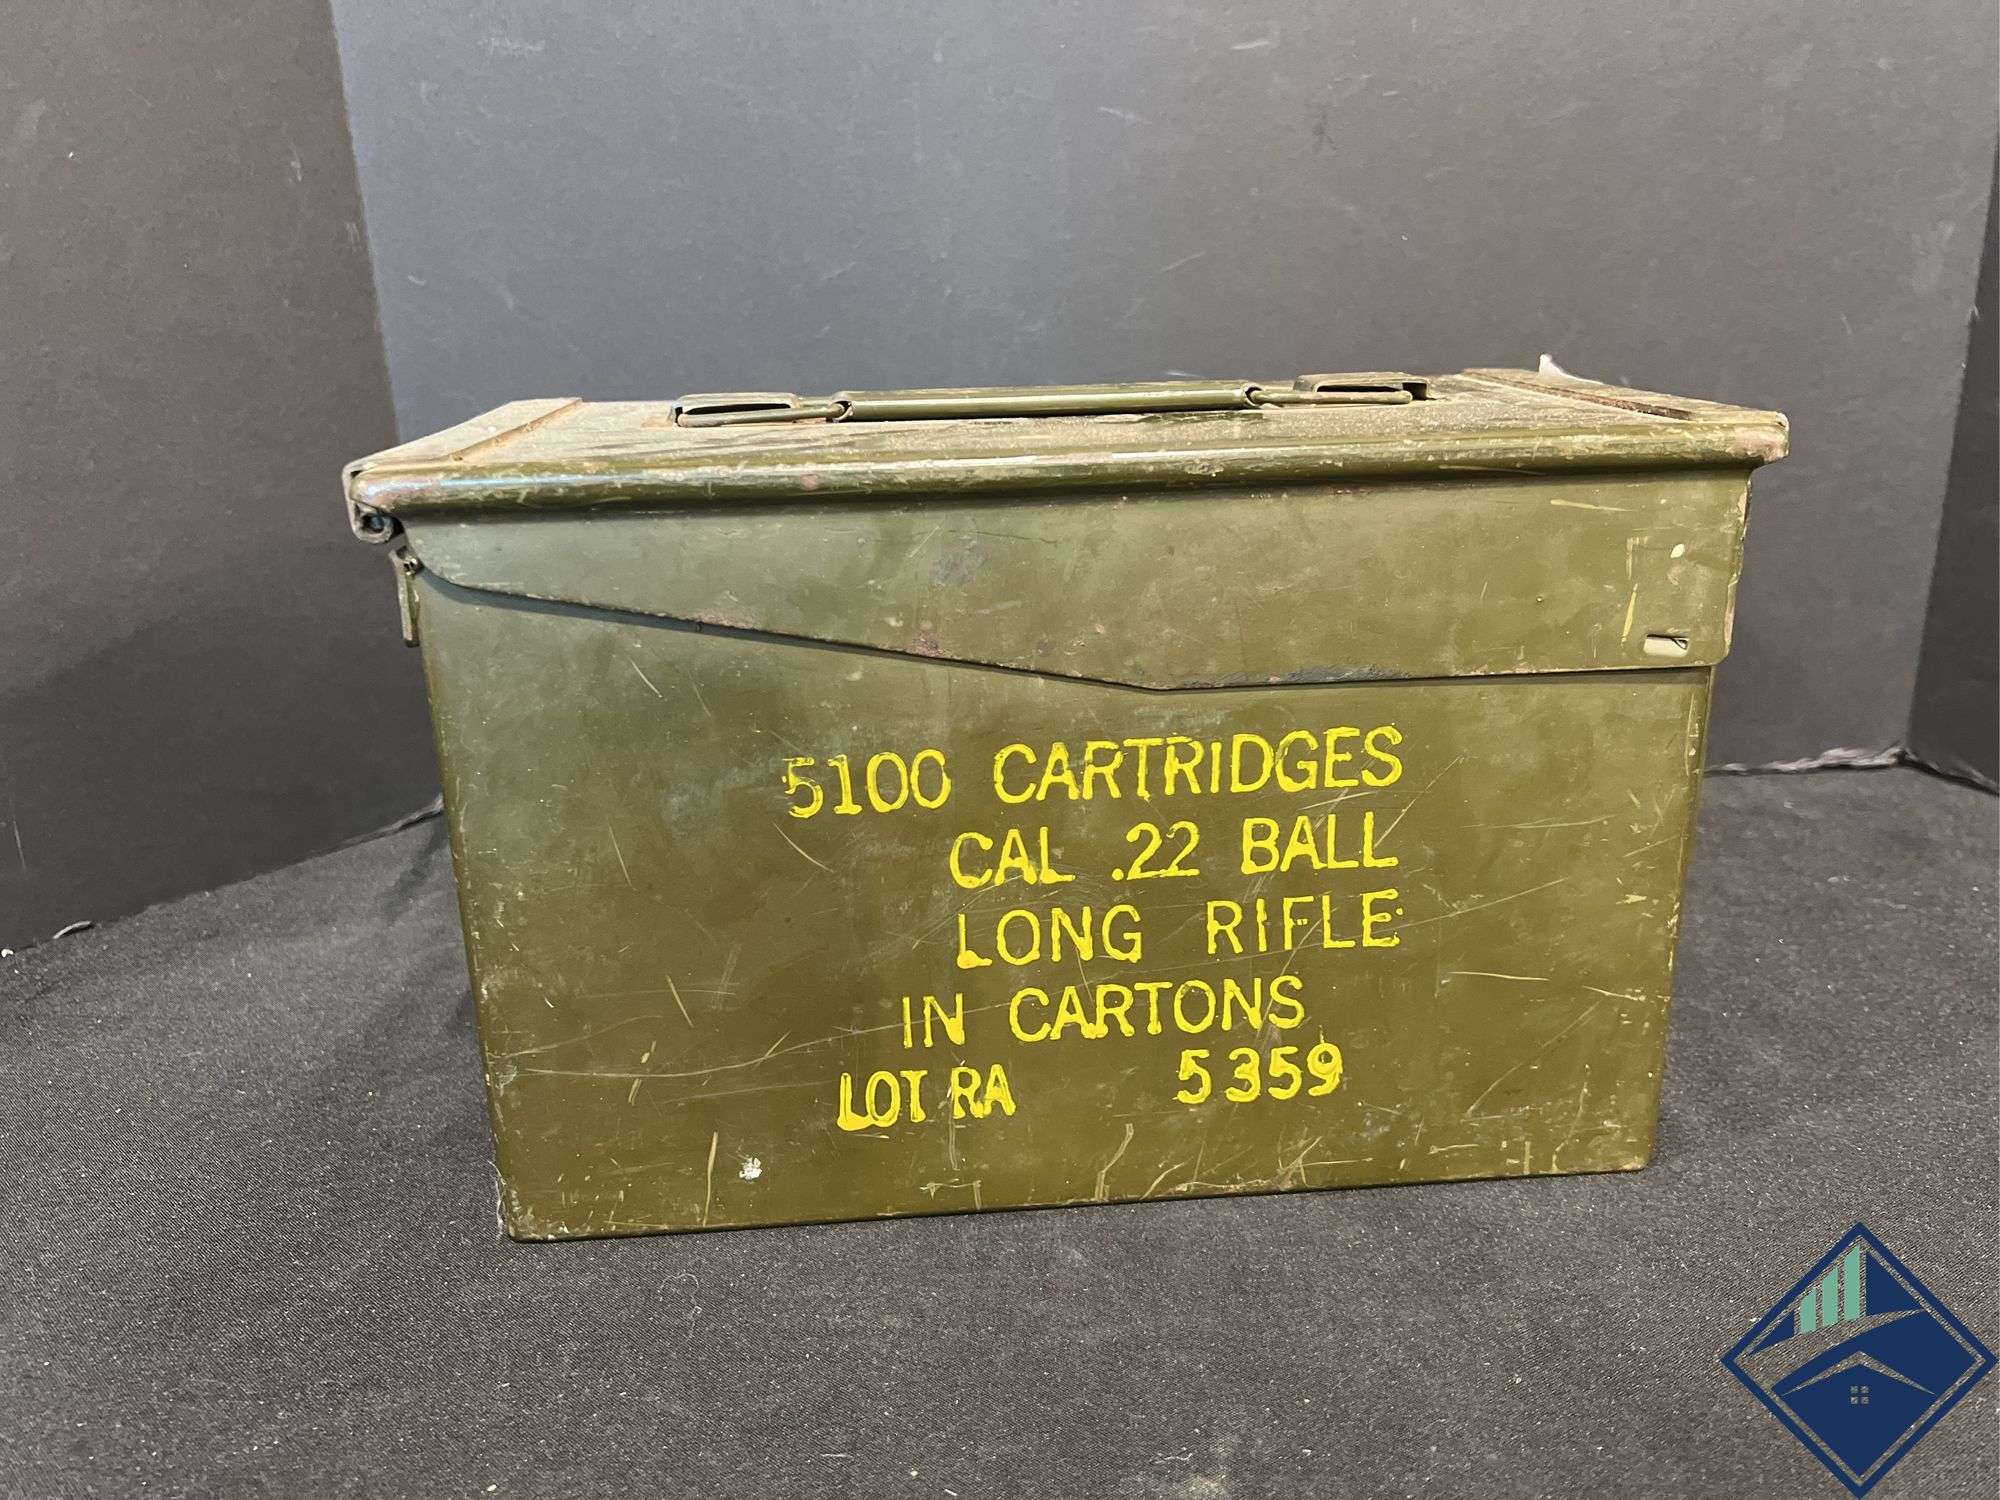 5100 CARTRIDGES
CAL .22 BALL
LONG RIFLE
IN CARTONS
LOT RA 5359